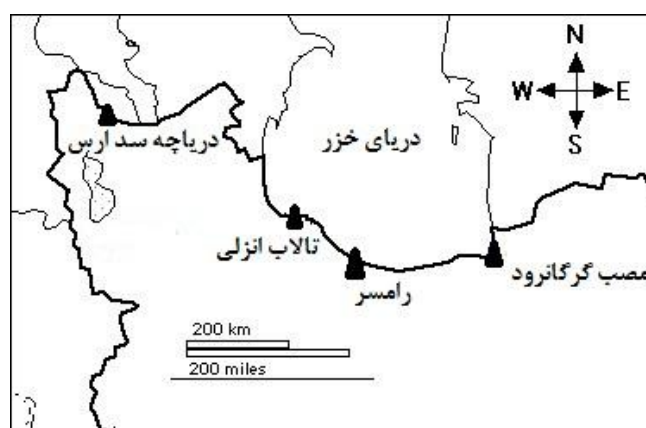 N
W E
S
دریای خزر
دریاچه سد ارس
تالاب انزلی
مصب گرگانرود
رامسر
200 km
200 miles